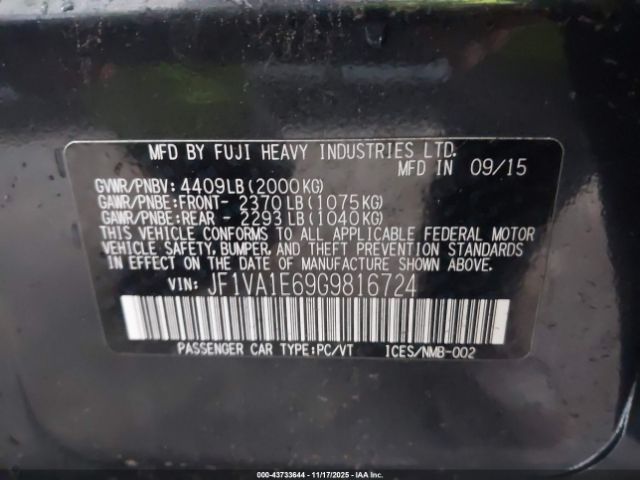 MFD BY FUJI HEAVY INDUSTRIES LTD.
MFD IN 09/15
GVWR/PNBV: 4409LB(2000KG)
GAWR/PNBE:FRONT- 2370LB(1075KG)
GAWR/PNBE:REAR - 2293LB(1040KG)
THIS VEHICLE CONFORMS TO ALL APPLICABLE FEDERAL MOTOR
VEHICLE SAFETY, BUMPER, AND THEFT PREVENTION STANDARDS
IN EFFECT ON THE DATE OF MANUFACTURE SHOWN ABOVE.
VIN: JF1VA1E69G9816724
PASSENGER CAR TYPE:PC/VT ICES/NMB-002
000-43733644 - 11/17/2025 - IAA Inc.